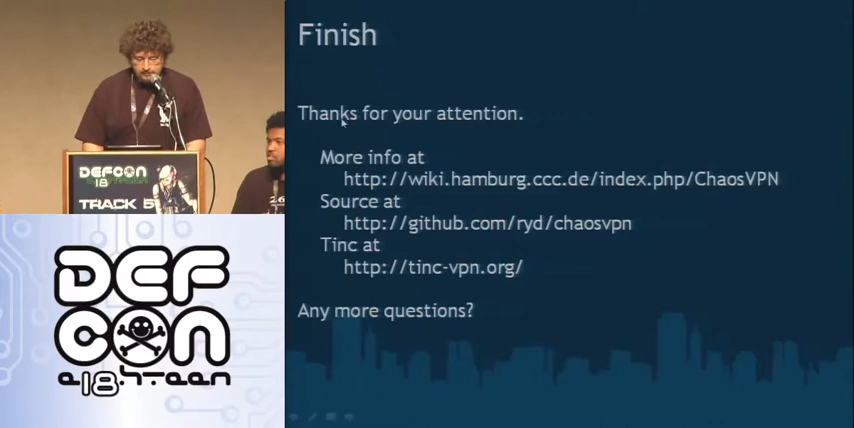 Finish
Thanks for your attention.
More info at
http://wiki.hamburg.ccc.de/index.php/ChaosVPN
Source at
http://github.com/ryd/chaosvpn
Tinc at
http://tinc-vpn.org/
Any more questions?
DEFCON
18
TRACK 5
DEF
CON
e18hteen